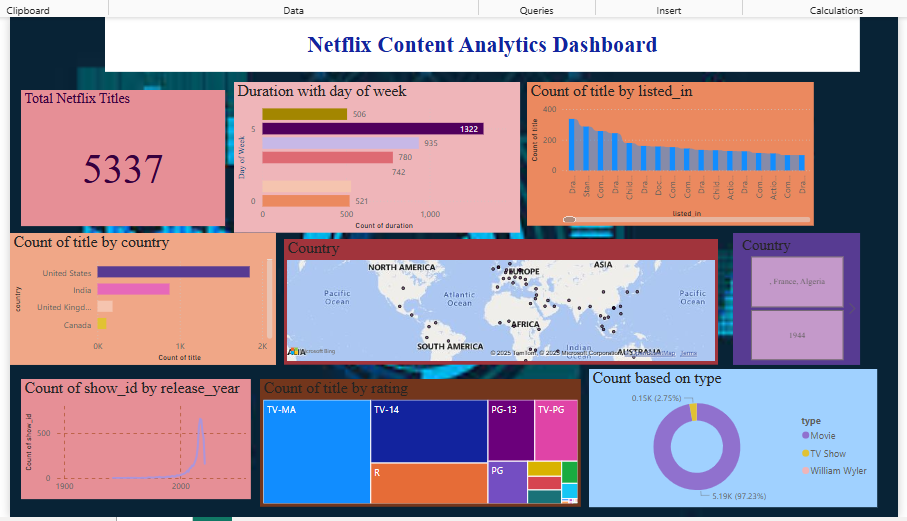 Clipboard Data Queries Insert Calculations
Netflix Content Analytics Dashboard
Total Netflix Titles
5337
Duration with day of week
Day of Week
506
5
1322
935
780
742
0
521
0 500 1,000
Count of duration
Count of title by listed_in
Count of title
400
200
0
Dra... Stan... Com... Dra... Child... Dra... Doc... Com... Com... Dra... Child... Actio... Dra... Com... Actio... Com... Dra...
listed_in
Count of title by country
country
United States
India
United Kingd...
Canada
0K 1K 2K
Count of title
Country
NORTH AMERICA
EUROPE
ASIA
Pacific
Ocean
Atlantic
Ocean
Pacific
Ocean
AFRICA
SOUTH AMERICA
Indian
AUSTRALIA
ALIA
Microsoft Bing
© 2025 TomTom, © 2025 Microsoft Corporation, © OpenStreetMap Terms
Country
, France, Algeria
1944
Count of show_id by release_year
Count of show_id
500
0
1900 2000
Count of title by rating
TV-MA
TV-14
PG-13
TV-PG
R
PG
Count based on type
0.15K (2.75%)
5.19K (97.23%)
type
Movie
TV Show
William Wyler